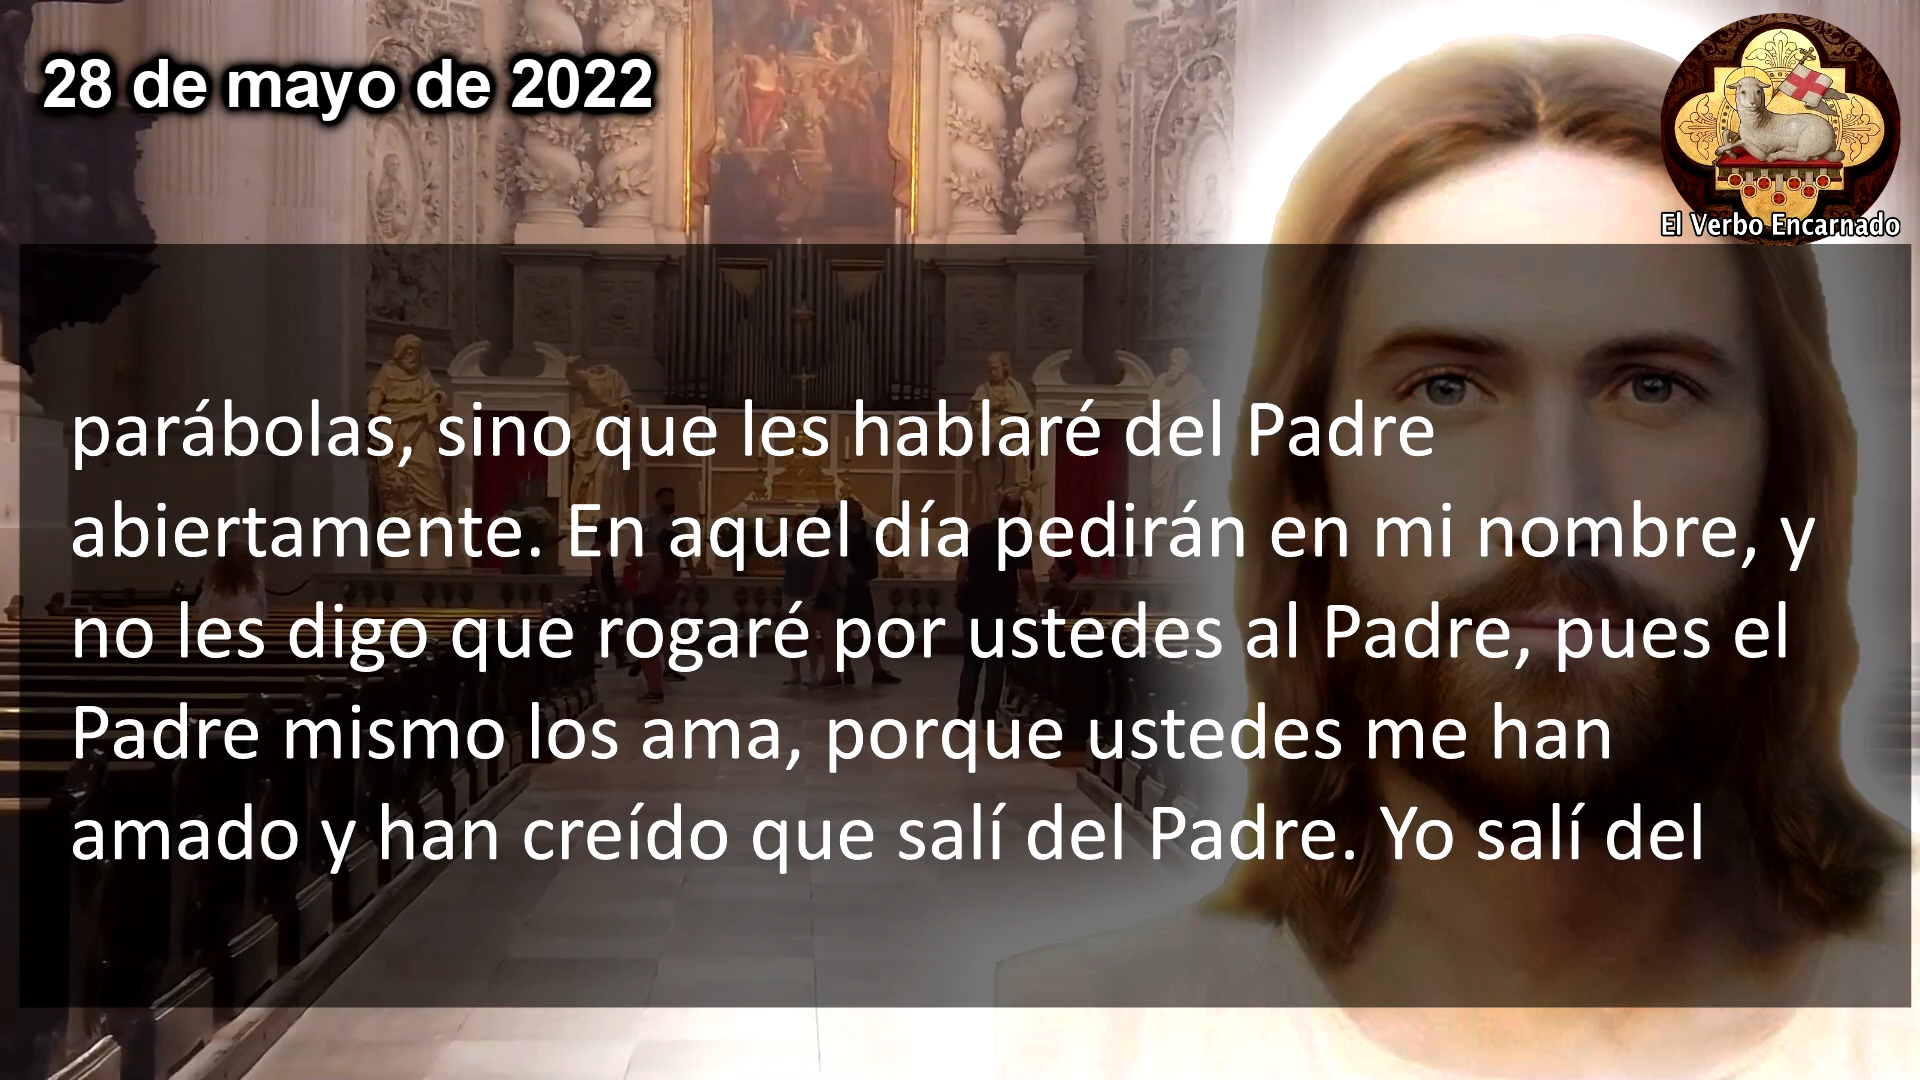 28 de mayo de 2022
El Verbo Encarnado
parábolas, sino que les hablaré del Padre
abiertamente. En aquel día pedirán en mi nombre, y
no les digo que rogaré por ustedes al Padre, pues el
Padre mismo los ama, porque ustedes me han
amado y han creído que salí del Padre. Yo salí del